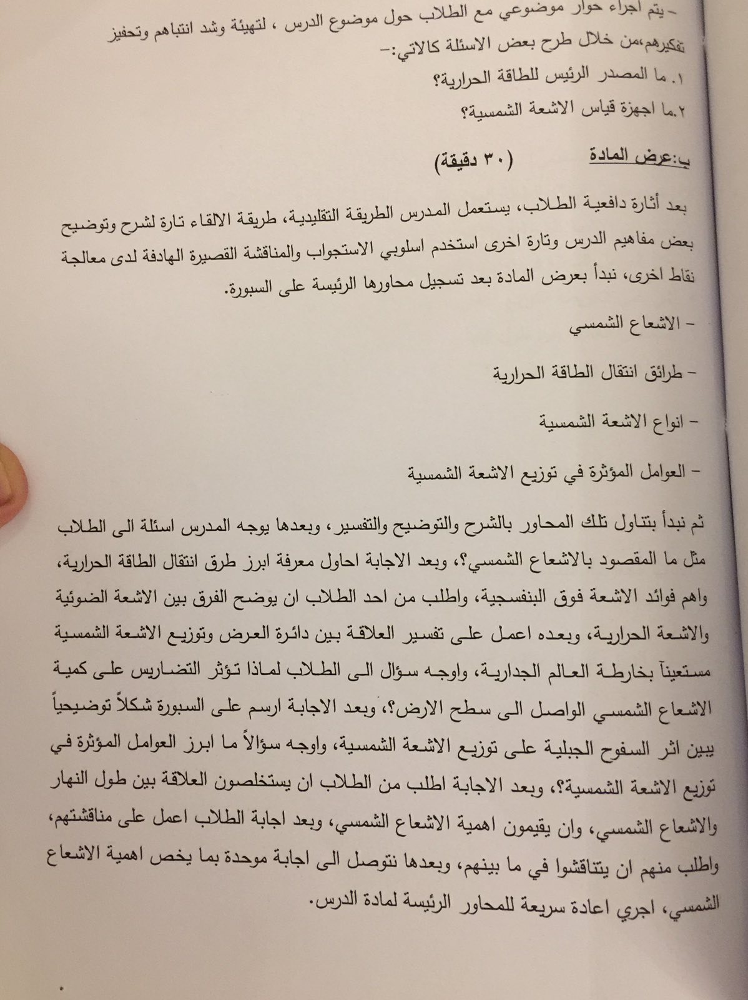 - يتم اجراء حوار موضوعي مع الطلاب حول موضوع الدرس ، لتهيئة وشد انتباهم وتحفيز
تفكيرهم،من خلال طرح بعض الاسئلة كالاتي:-
١. ما المصدر الرئيس للطاقة الحرارية؟
٢.ما اجهزة قياس الاشعة الشمسية؟
ب:عرض المادة (٣٠ دقيقة)
بعد أثارة دافعية الطلاب، يستعمل المدرس الطريقة التقليدية، طريقة الالقاء تارة لشرح وتوضيح
بعض مفاهيم الدرس وتارة اخرى استخدم اسلوبي الاستجواب والمناقشة القصيرة الهادفة لدى معالجة
نقاط اخرى، نبدأ بعرض المادة بعد تسجيل محاورها الرئيسة على السبورة.
- الاشعاع الشمسي
- طرائق انتقال الطاقة الحرارية
- انواع الاشعة الشمسية
- العوامل المؤثرة في توزيع الاشعة الشمسية
ثم نبدأ بتناول تلك المحاور بالشرح والتوضيح والتفسير، وبعدها يوجه المدرس اسئلة الى الطلاب
مثل ما المقصود بالاشعاع الشمسي؟، وبعد الاجابة احاول معرفة ابرز طرق انتقال الطاقة الحرارية،
واهم فوائد الاشعة فوق البنفسجية، واطلب من احد الطلاب ان يوضح الفرق بين الاشعة الضوئية
والاشعة الحرارية، وبعده اعمل على تفسير العلاقة بين دائرة العرض وتوزيع الاشعة الشمسية
مستعينآ بخارطة العالم الجدارية، واوجه سؤال الى الطلاب لماذا تؤثر التضاريس على كمية
الاشعاع الشمسي الواصل الى سطح الارض؟، وبعد الاجابة ارسم على السبورة شكلاً توضيحياً
يبين اثر السفوح الجبلية على توزيع الاشعة الشمسية، واوجه سؤالاً ما ابرز العوامل المؤثرة في
توزيع الاشعة الشمسية؟، وبعد الاجابة اطلب من الطلاب ان يستخلصون العلاقة بين طول النهار
والاشعاع الشمسي، وان يقيمون اهمية الاشعاع الشمسي، وبعد اجابة الطلاب اعمل على مناقشتهم،
واطلب منهم ان يتناقشوا في ما بينهم، وبعدها نتوصل الى اجابة موحدة بما يخص اهمية الاشعاع
الشمسي، اجري اعادة سريعة للمحاور الرئيسة لمادة الدرس.